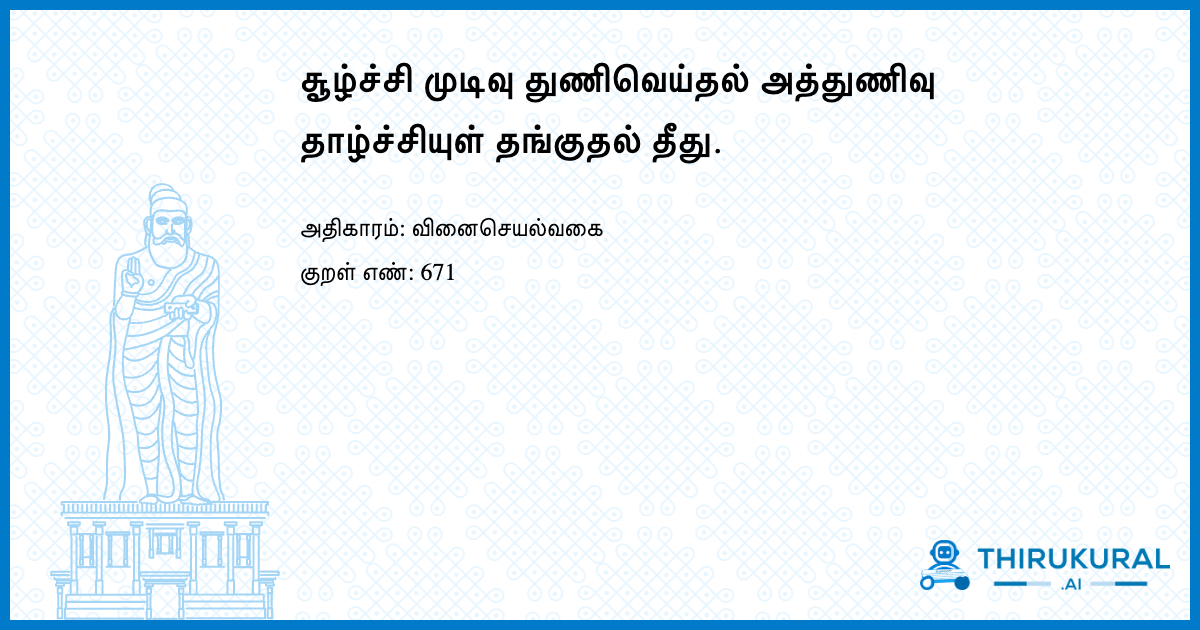 சூழ்ச்சி முடிவு துணிவெய்தல் அத்துணிவு
தாழ்ச்சியுள் தங்குதல் தீது.
அதிகாரம்: வினைசெயல்வகை
குறள் எண்: 671
THIRUKURAL
.AI